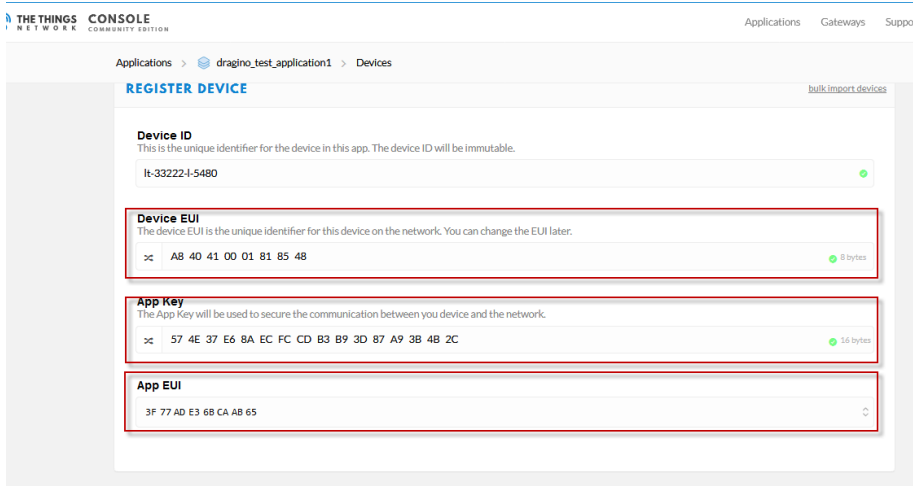 THE THINGS NETWORK CONSOLE COMMUNITY EDITION
Applications Gateways
Applications > dragino_test_application1 > Devices
REGISTER DEVICE bulk import devices
Device ID
This is the unique identifier for the device in this app. The device ID will be immutable.
lt-33222-l-5480
Device EUI
The device EUI is the unique identifier for this device on the network. You can change the EUI later.
A8 40 41 00 01 81 85 48 8 bytes
App Key
The App Key will be used to secure the communication between you device and the network.
57 4E 37 E6 8A EC FC CD B3 B9 3D 87 A9 3B 4B 2C 16 bytes
App EUI
3F 77 AD E3 6B CA AB 65